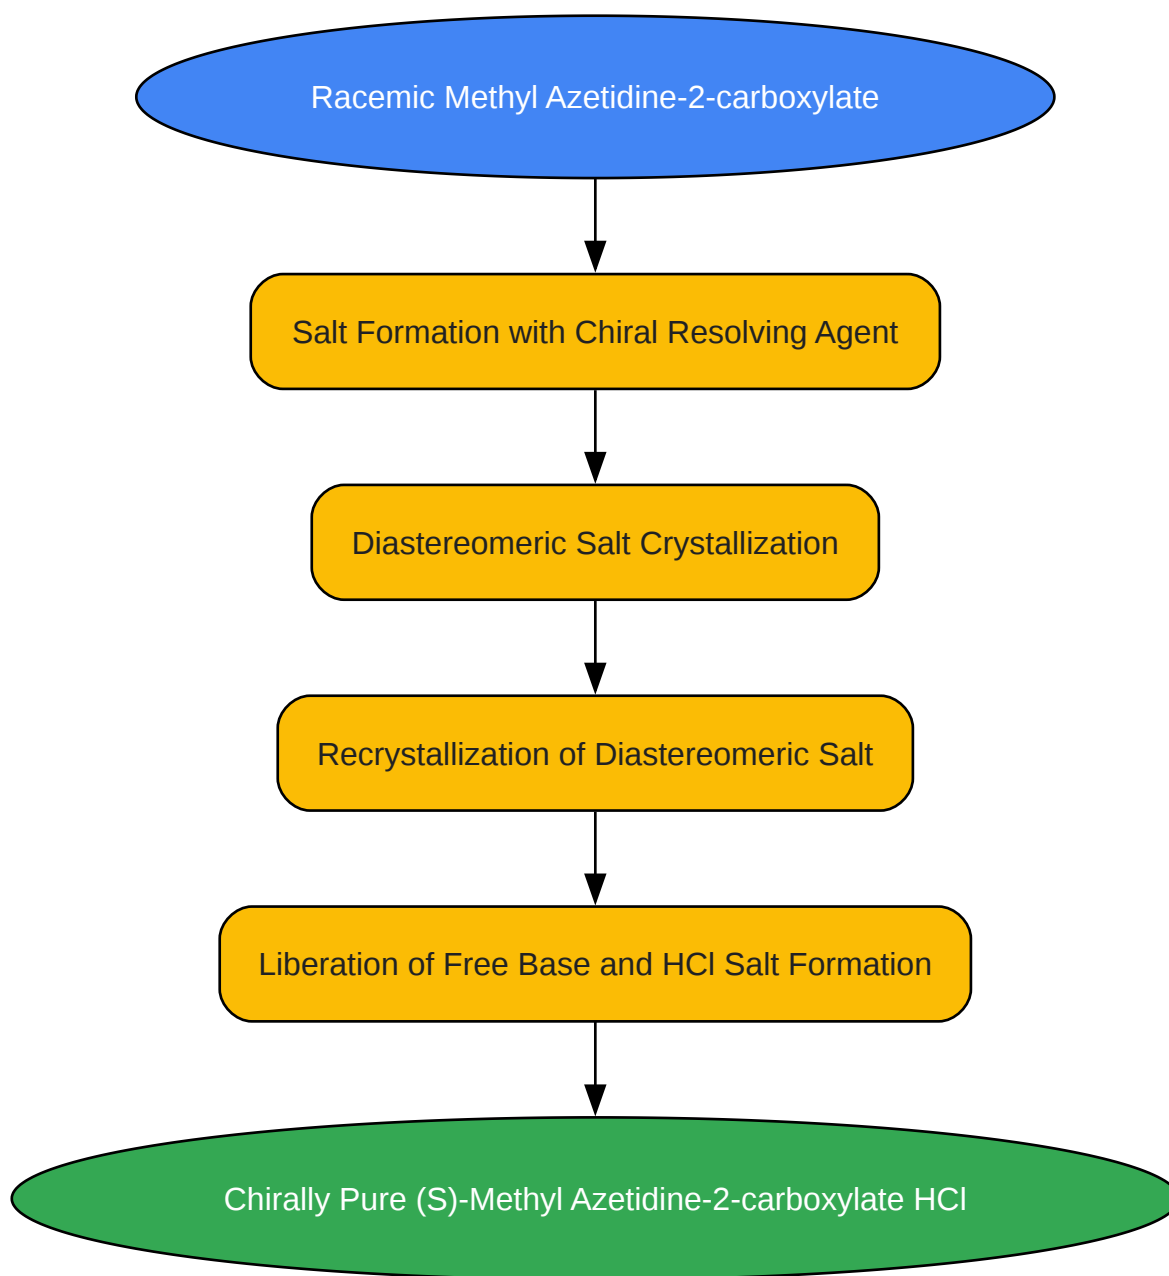 Racemic Methyl Azetidine-2-carboxylate
Salt Formation with Chiral Resolving Agent
Diastereomeric Salt Crystallization
Recrystallization of Diastereomeric Salt
Liberation of Free Base and HCl Salt Formation
Chirally Pure (S)-Methyl Azetidine-2-carboxylate HCl